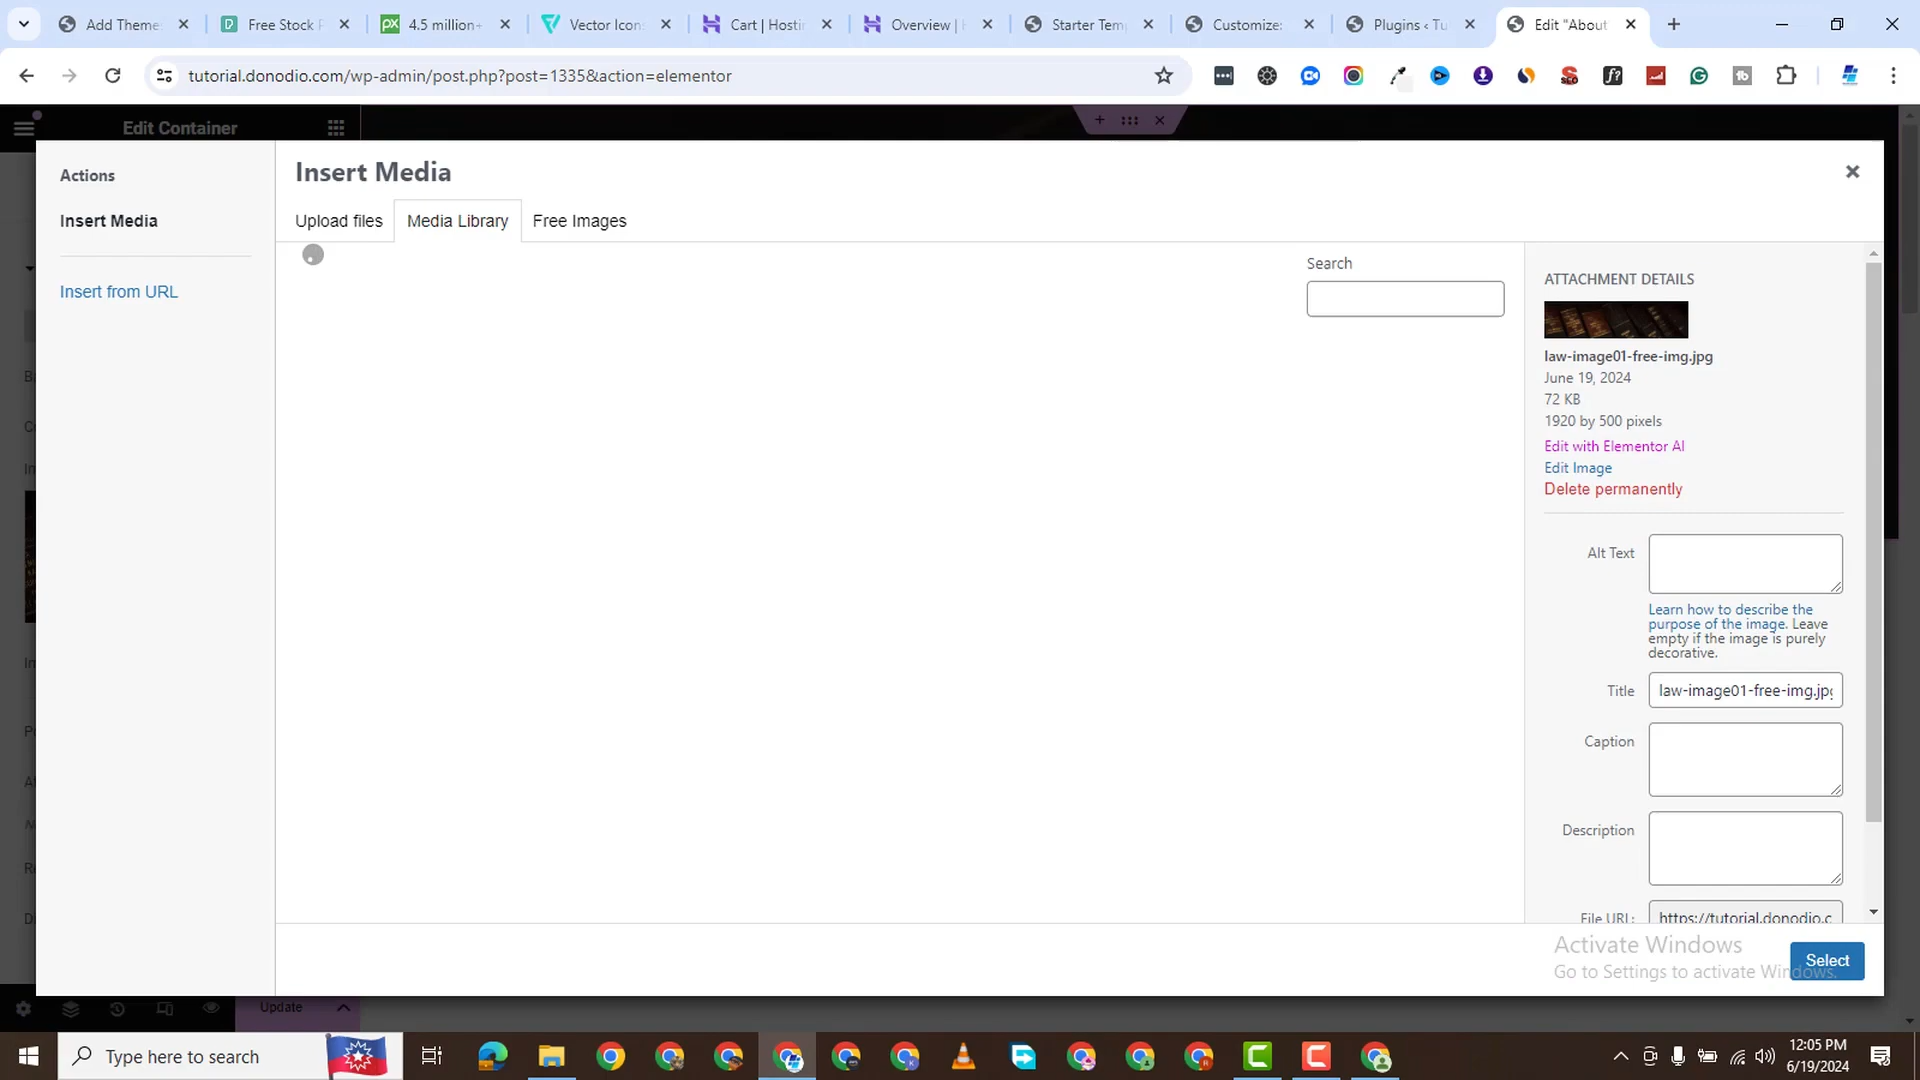 Add Theme
Free Stock P
4.5 million+
Vector Icon
Cart | Hostin
Overview | H
Starter Temp
Customize:
Plugins ‹ Tu
Edit "About
tutorial.donodio.com/wp-admin/post.php?post=1335&action=elementor
Edit Container
Actions
Insert Media
Insert from URL
Insert Media
Upload files
Media Library
Free Images
Search
ATTACHMENT DETAILS
law-image01-free-img.jpg
June 19, 2024
72 KB
1920 by 500 pixels
Edit with Elementor AI
Edit Image
Delete permanently
Alt Text
Learn how to describe the
purpose of the image. Leave
empty if the image is purely
decorative.
Title
law-image01-free-img.jpg
Caption
Description
File URL:
https://tutorial.donodio.c
Activate Windows
Go to Settings to activate Windows.
Select
Update
Type here to search
12:05 PM
6/19/2024